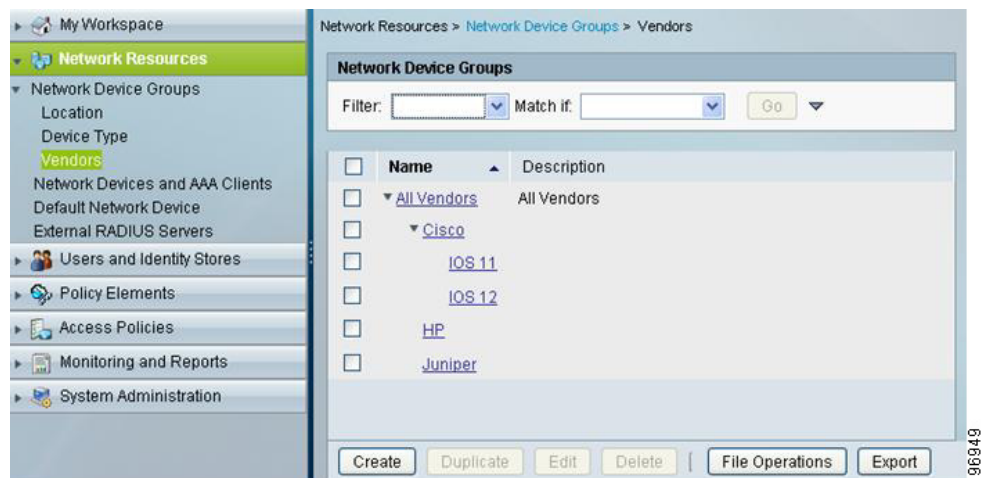 My Workspace
Network Resources
Network Device Groups
Location
Device Type
Vendors
Network Devices and AAA Clients
Default Network Device
External RADIUS Servers
Users and Identity Stores
Policy Elements
Access Policies
Monitoring and Reports
System Administration
Network Resources > Network Device Groups > Vendors
Network Device Groups
Filter: Match if: Go
Name Description
All Vendors All Vendors
Cisco
IOS 11
IOS 12
HP
Juniper
Create Duplicate Edit Delete | File Operations Export
96949